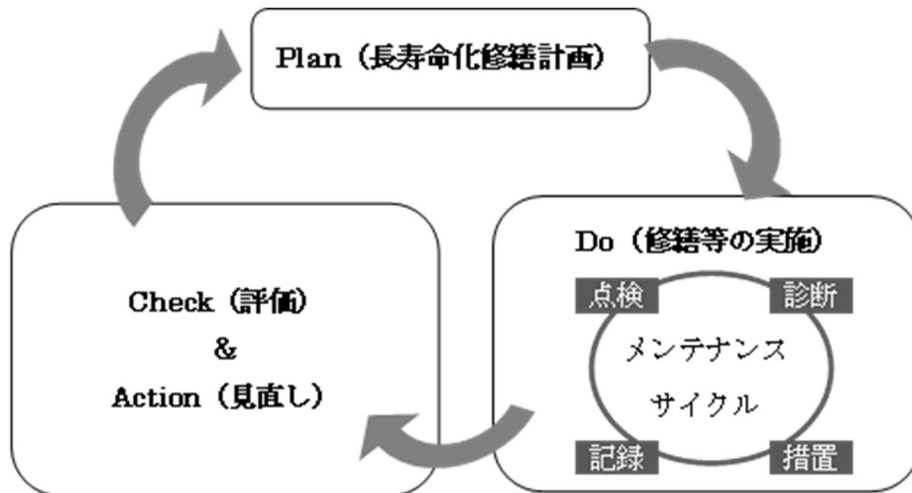 Plan（長寿命化修繕計画）
Do（修繕等の実施）
点検
診断
メンテナンス
サイクル
記録
措置
Check（評価）
&
Action（見直し）